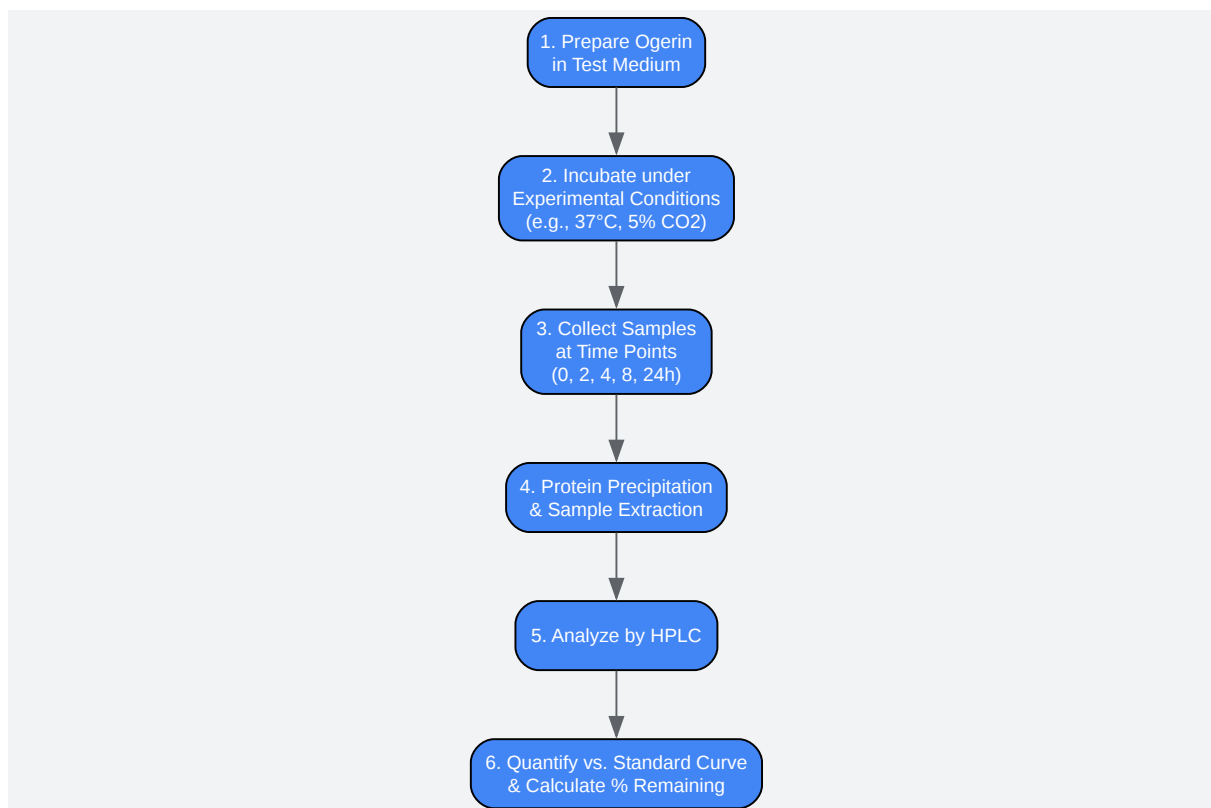 1. Prepare Ogerin
in Test Medium
2. Incubate under
Experimental Conditions
(e.g., 37°C, 5% CO2)
3. Collect Samples
at Time Points
(0, 2, 4, 8, 24h)
4. Protein Precipitation
& Sample Extraction
5. Analyze by HPLC
6. Quantify vs. Standard Curve
& Calculate % Remaining